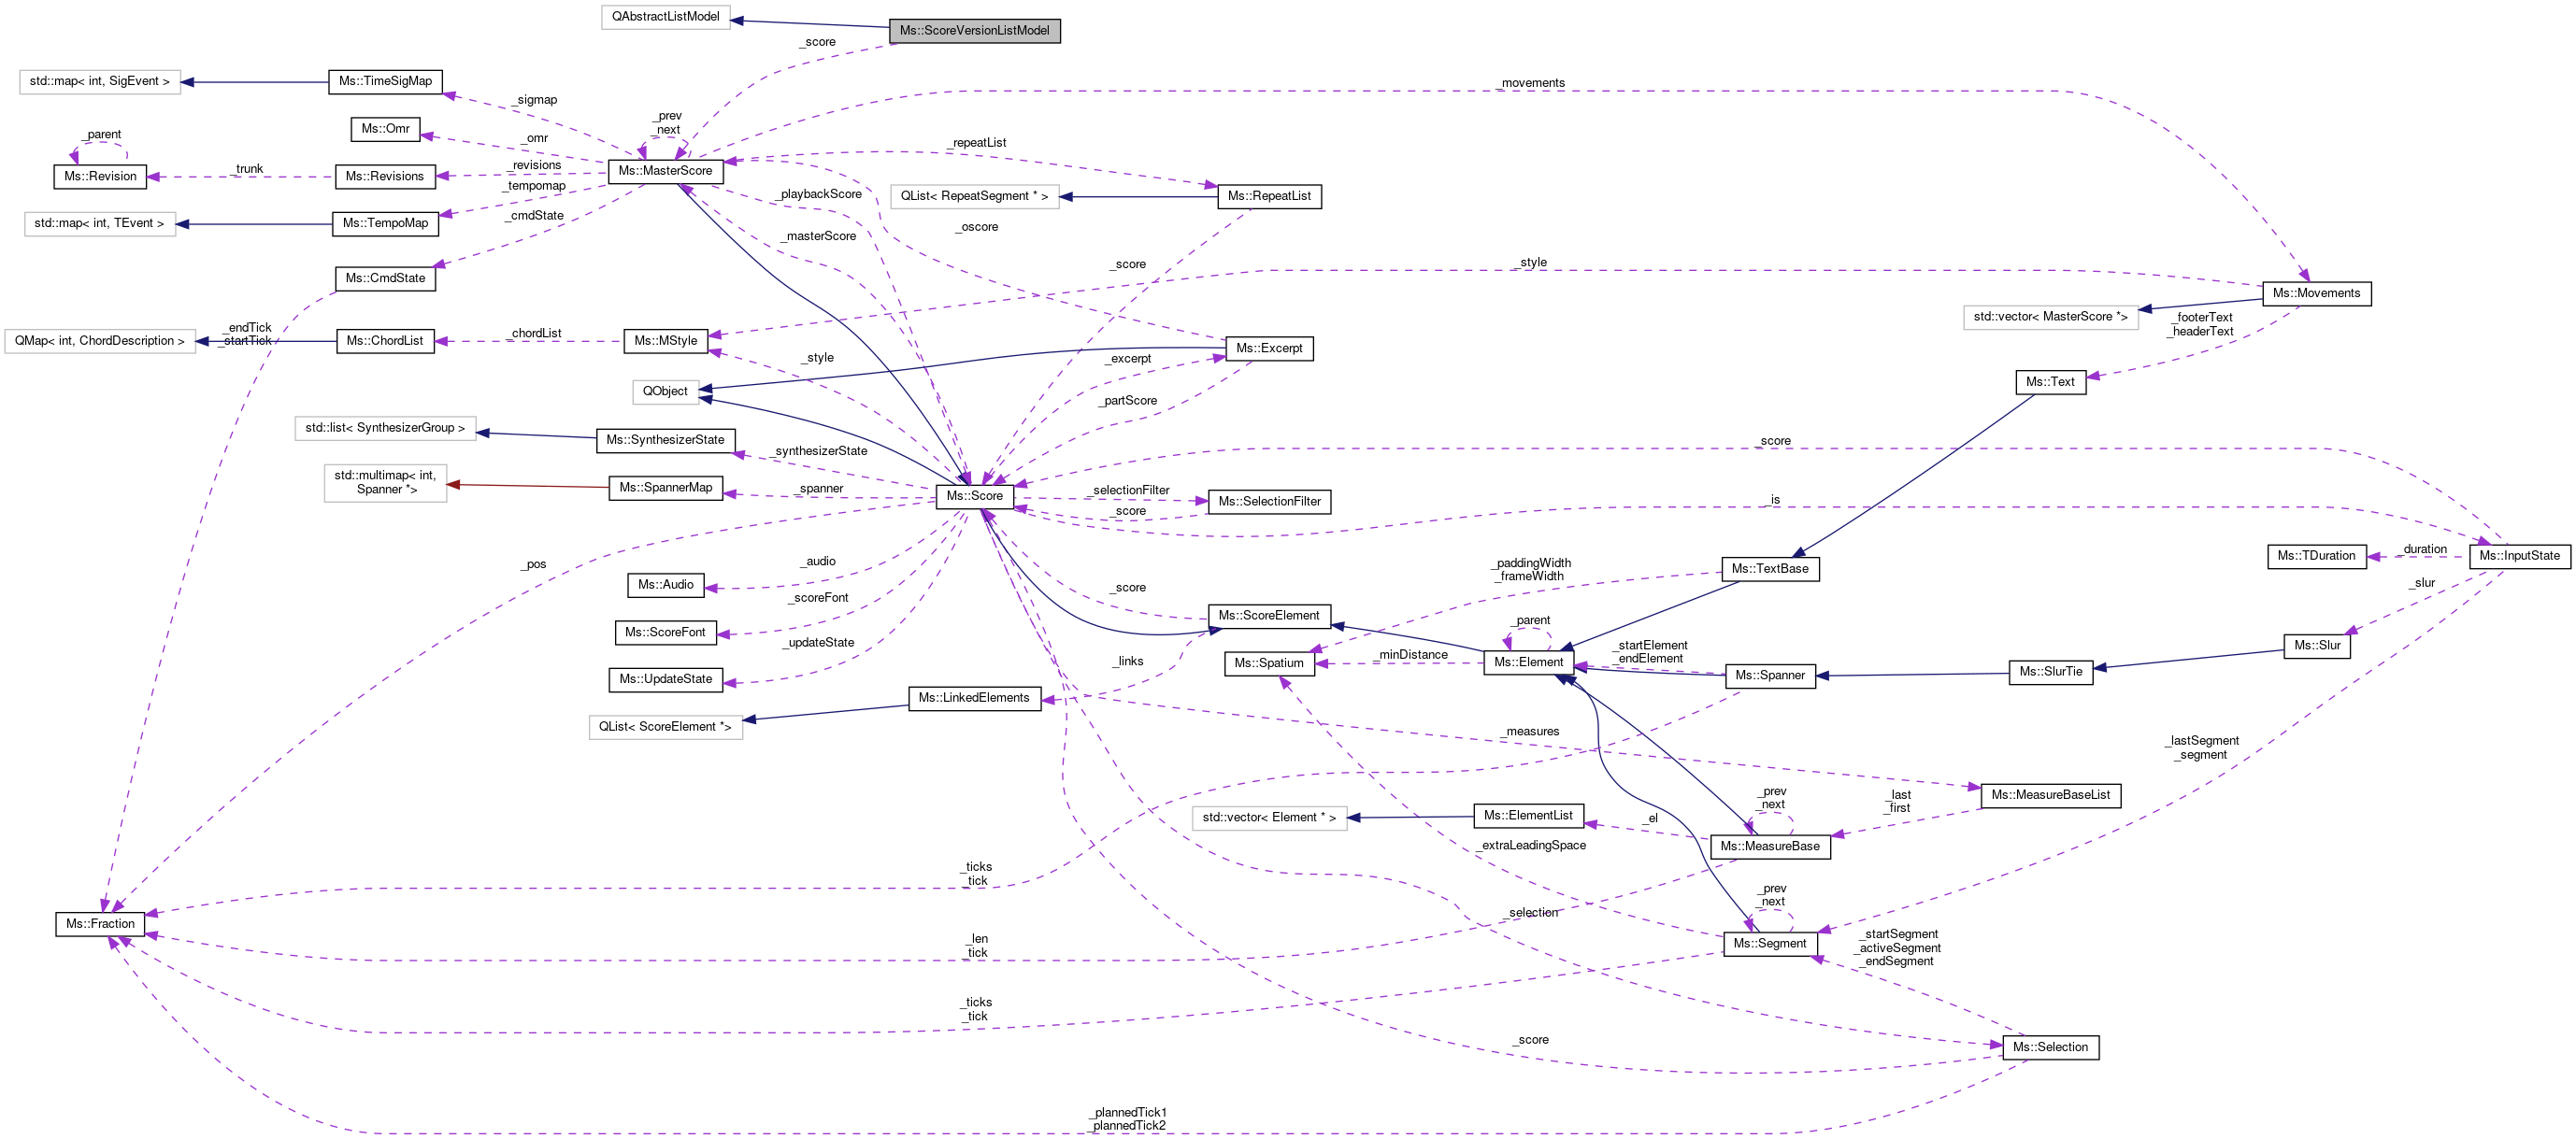 QAbstractListModel
Ms::ScoreVersionListModel
_score
std::map< int, SigEvent >
Ms::TimeSigMap
_sigmap
_movements
Ms::Omr
_omr
_prev
_next
_parent
Ms::Revision
_trunk
Ms::Revisions
_revisions
Ms::MasterScore
_repeatList
_tempomap
_playbackScore
QList< RepeatSegment * >
Ms::RepeatList
std::map< int, TEvent >
Ms::TempoMap
_cmdState
_masterScore
_oscore
Ms::CmdState
_score
_style
Ms::Movements
std::vector< MasterScore *>
_footerText
_headerText
_endTick
_startTick
QMap< int, ChordDescription >
Ms::ChordList
_chordList
Ms::MStyle
_style
_excerpt
Ms::Excerpt
QObject
_partScore
Ms::Text
std::list< SynthesizerGroup >
Ms::SynthesizerState
_synthesizerState
_score
std::multimap< int,
Spanner *>
Ms::SpannerMap
_spanner
Ms::Score
_selectionFilter
_score
Ms::SelectionFilter
_is
_pos
_audio
Ms::Audio
_scoreFont
Ms::ScoreFont
_updateState
Ms::UpdateState
_score
Ms::ScoreElement
_links
_paddingWidth
_frameWidth
Ms::TextBase
Ms::TDuration
_duration
Ms::InputState
_slur
_parent
Ms::Spatium
_minDistance
Ms::Element
_startElement
_endElement
Ms::Spanner
Ms::SlurTie
Ms::Slur
QList< ScoreElement *>
Ms::LinkedElements
_measures
_lastSegment
_segment
std::vector< Element * >
Ms::ElementList
_el
_prev
_next
Ms::MeasureBase
_last
_first
Ms::MeasureBaseList
_extraLeadingSpace
_ticks
_tick
_prev
_next
_selection
Ms::Fraction
_len
_tick
Ms::Segment
_startSegment
_activeSegment
_endSegment
_ticks
_tick
_score
Ms::Selection
_plannedTick1
_plannedTick2